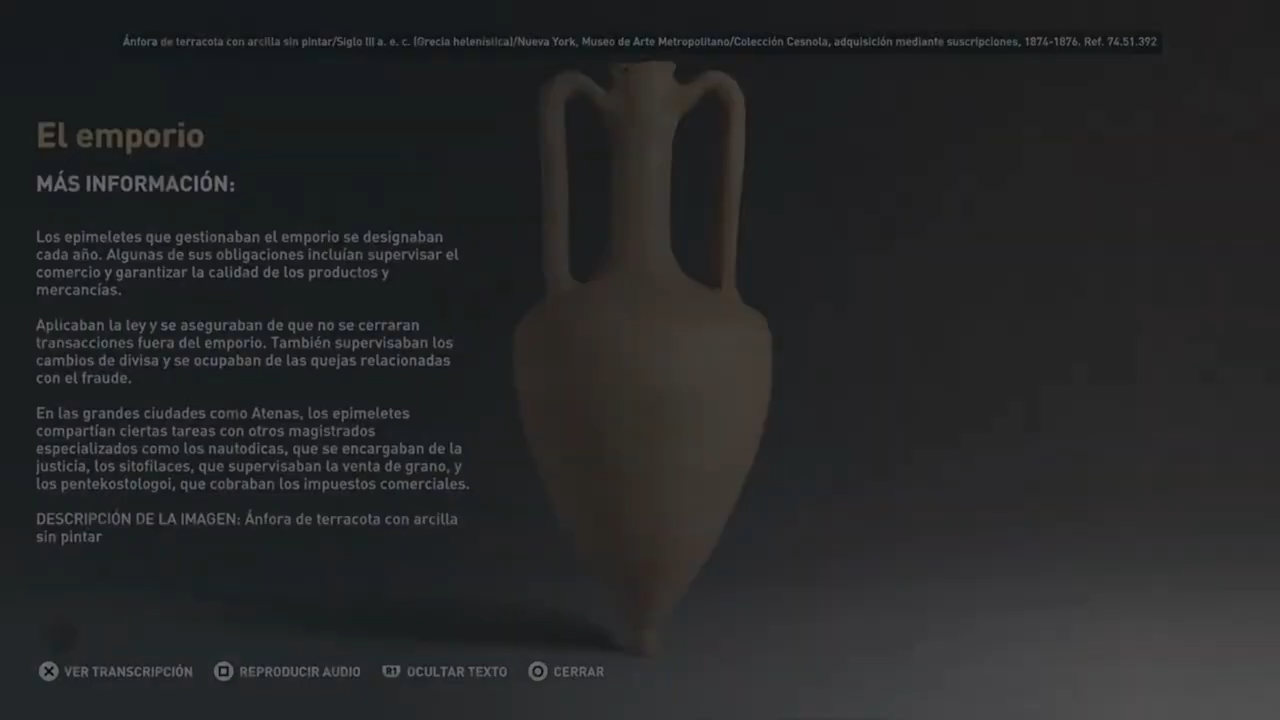 Ánfora de terracota con arcilla sin pintar/Siglo III a. e. c. (Grecia helenística)/Nueva York, Museo de Arte Metropolitano/Colección Cesnola, adquisición mediante suscripciones, 1874-1876. Ref. 74.51.392
El emporio
MÁS INFORMACIÓN:
Los epimeletes que gestionaban el emporio se designaban
cada año. Algunas de sus obligaciones incluían supervisar el
comercio y garantizar la calidad de los productos y
mercancías.
Aplicaban la ley y se aseguraban de que no se cerraran
transacciones fuera del emporio. También supervisaban los
cambios de divisa y se ocupaban de las quejas relacionadas
con el fraude.
En las grandes ciudades como Atenas, los epimeletes
compartían ciertas tareas con otros magistrados
especializados como los nautodicas, que se encargaban de la
justicia, los sitofilaces, que supervisaban la venta de grano, y
los pentekostologoi, que cobraban los impuestos comerciales.
DESCRIPCIÓN DE LA IMAGEN: Ánfora de terracota con arcilla
sin pintar
VER TRANSCRIPCIÓN REPRODUCIR AUDIO R1 OCULTAR TEXTO CERRAR